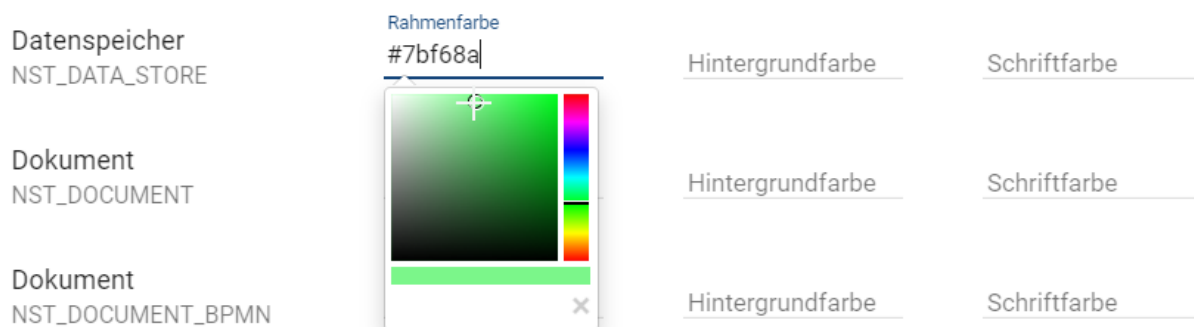 Rahmenfarbe
Datenspeicher
#7bf68a
NST_DATA_STORE
Hintergrundfarbe
Schriftfarbe
Dokument
NST_DOCUMENT
Hintergrundfarbe
Schriftfarbe
Dokument
NST_DOCUMENT_BPMN
Hintergrundfarbe
Schriftfarbe
×